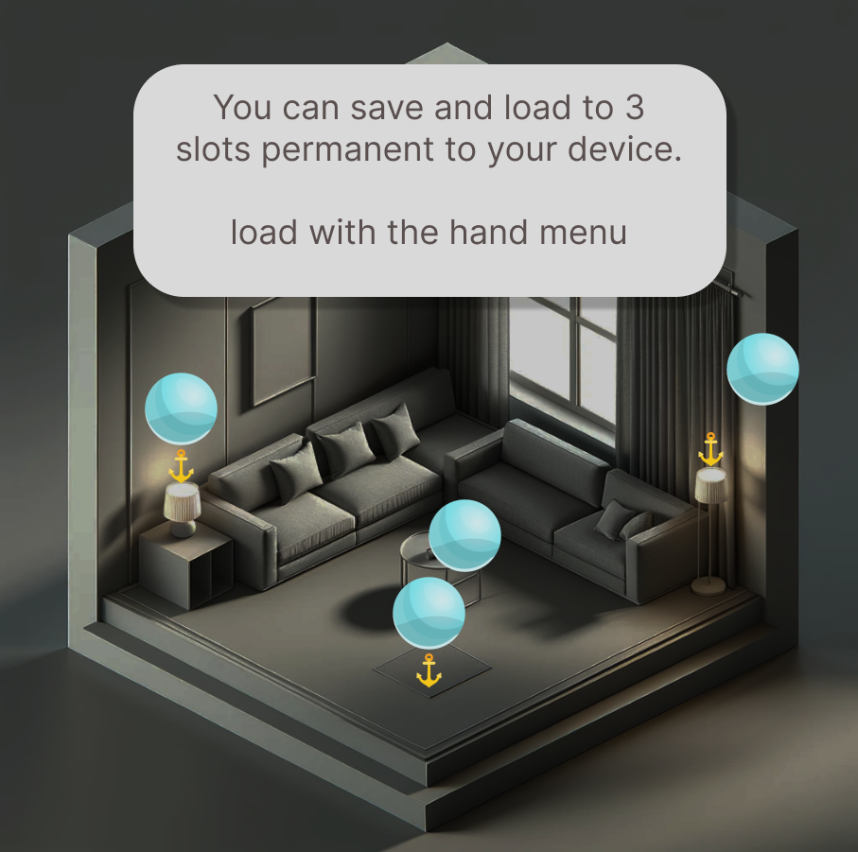 You can save and load to 3
slots permanent to your device.
load with the hand menu